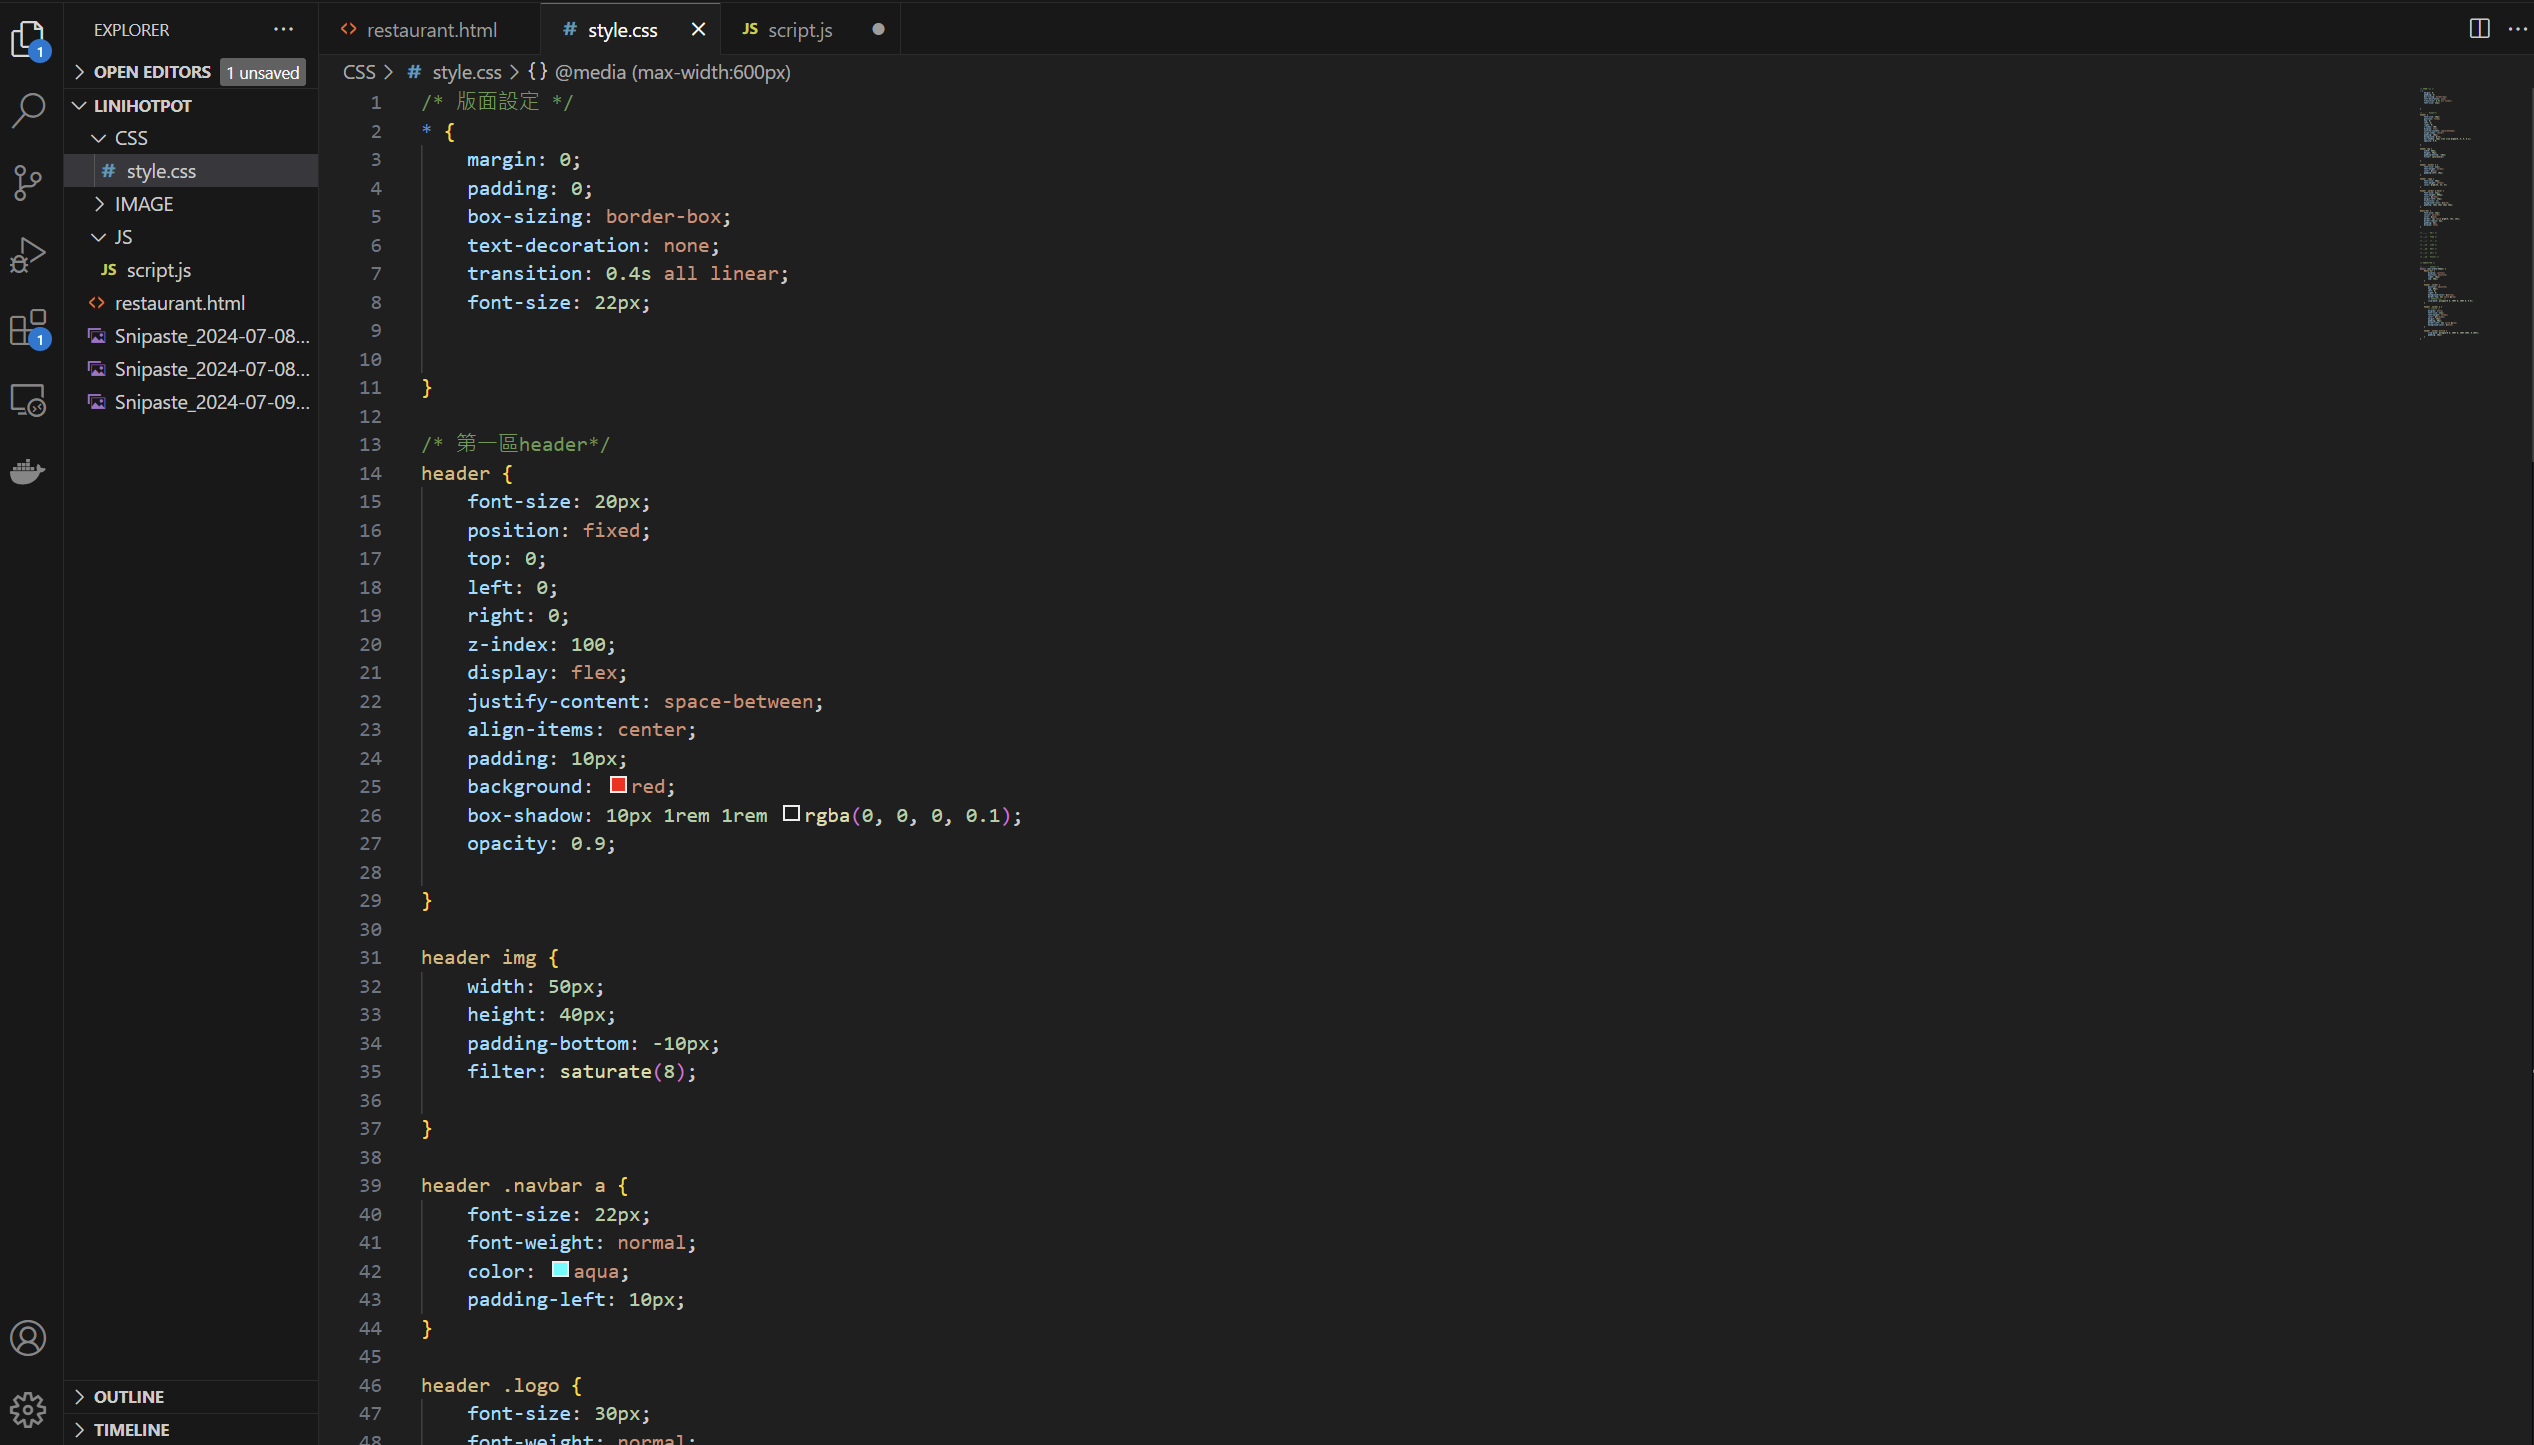 EXPLORER
restaurant.html
# style.css
JS script.js
OPEN EDITORS 1 unsaved
CSS > # style.css > {} @media (max-width:600px)
LINIHOTPOT
CSS
# style.css
IMAGE
JS
JS script.js
restaurant.html
Snipaste_2024-07-08...
Snipaste_2024-07-08...
Snipaste_2024-07-09...
OUTLINE
TIMELINE
1
1
1 /* 版面設定 */
2 * {
3 margin: 0;
4 padding: 0;
5 box-sizing: border-box;
6 text-decoration: none;
7 transition: 0.4s all linear;
8 font-size: 22px;
9
10
11 }
12
13 /* 第一區header*/
14 header {
15 font-size: 20px;
16 position: fixed;
17 top: 0;
18 left: 0;
19 right: 0;
20 z-index: 100;
21 display: flex;
22 justify-content: space-between;
23 align-items: center;
24 padding: 10px;
25 background: red;
26 box-shadow: 10px 1rem 1rem rgba(0, 0, 0, 0.1);
27 opacity: 0.9;
28
29 }
30
31 header img {
32 width: 50px;
33 height: 40px;
34 padding-bottom: -10px;
35 filter: saturate(8);
36
37 }
38
39 header .navbar a {
40 font-size: 22px;
41 font-weight: normal;
42 color: aqua;
43 padding-left: 10px;
44 }
45
46 header .logo {
47 font-size: 30px;
48 font-weight: normal;